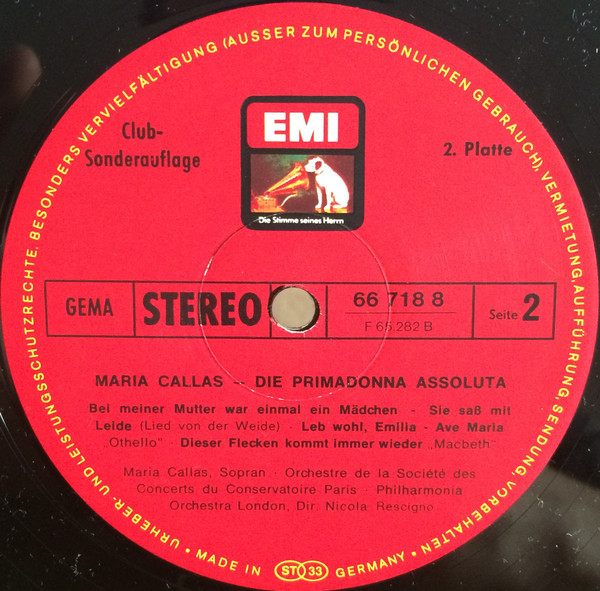 URHEBER- UND LEISTUNGSSCHUTZRECHTE, BESONDERS VERVIELFÄLTIGUNG (AUSSER ZUM PERSÖNLICHEN GEBRAUCH), VERMIETUNG, AUFFÜHRUNG, SENDUNG, VORBEHALTEN •
Club-
Sonderauflage
EMI
Die Stimme seines Herrn
2. Platte
GEMA
STEREO
66 718 8
F 65.282 B
Seite 2
MARIA CALLAS – DIE PRIMADONNA ASSOLUTA
Bei meiner Mutter war einmal ein Mädchen - Sie saß mit
Leide (Lied von der Weide) · Leb wohl, Emilia - Ave Maria
„Othello" · Dieser Flecken kommt immer wieder „Macbeth"
Maria Callas, Sopran · Orchestre de la Société des
Concerts du Conservatoire Paris · Philharmonia
Orchestra London, Dir. Nicola Rescigno
• MADE IN ST 33 GERMANY •